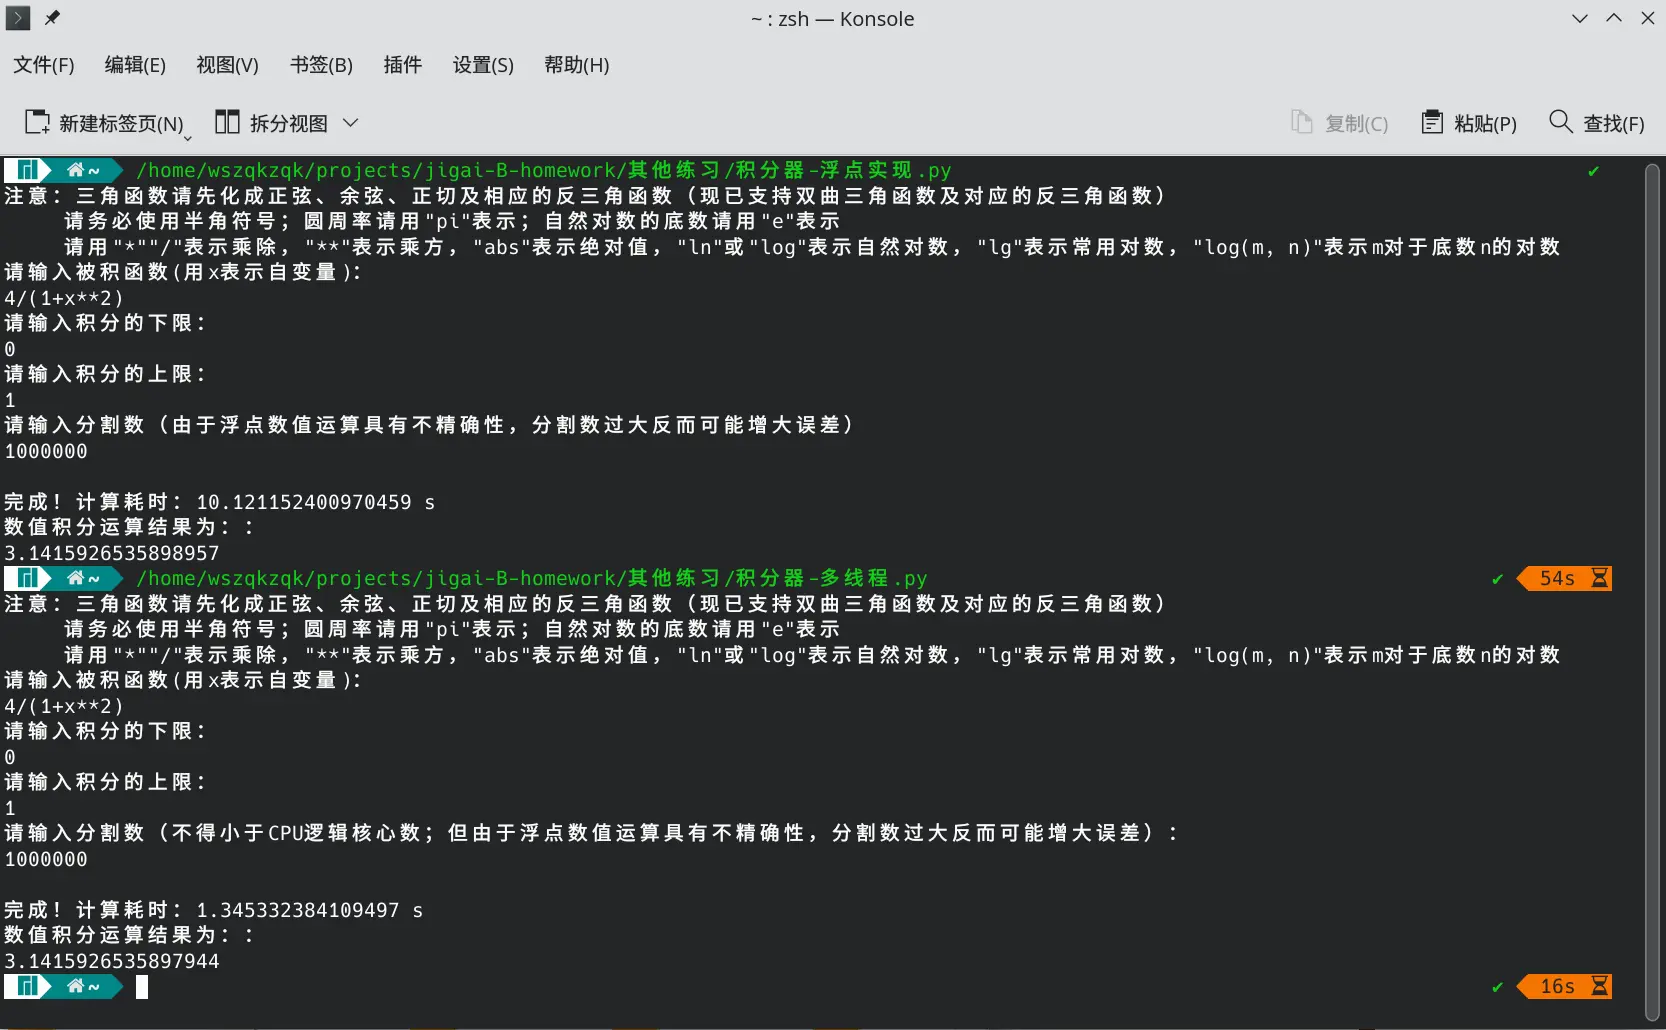 ~ : zsh — Konsole
文件(F) 编辑(E) 视图(V) 书签(B) 插件 设置(S) 帮助(H)
新建标签页(N) 拆分视图 复制(C) 粘贴(P) 查找(F)
~ /home/wszqkzqk/projects/jigai-B-homework/其他练习/积分器-浮点实现.py ✔
注意：三角函数请先化成正弦、余弦、正切及相应的反三角函数（现已支持双曲三角函数及对应的反三角函数）
请务必使用半角符号；圆周率请用"pi"表示；自然对数的底数请用"e"表示
请用"*""/"表示乘除，"**"表示乘方，"abs"表示绝对值，"ln"或"log"表示自然对数，"lg"表示常用对数，"log(m, n)"表示m对于底数n的对数
请输入被积函数(用x表示自变量)：
4/(1+x**2)
请输入积分的下限：
0
请输入积分的上限：
1
请输入分割数（由于浮点数值运算具有不精确性，分割数过大反而可能增大误差）
1000000
完成！计算耗时：10.121152400970459 s
数值积分运算结果为：：
3.1415926535898957
~ /home/wszqkzqk/projects/jigai-B-homework/其他练习/积分器-多线程.py ✔ 54s
注意：三角函数请先化成正弦、余弦、正切及相应的反三角函数（现已支持双曲三角函数及对应的反三角函数）
请务必使用半角符号；圆周率请用"pi"表示；自然对数的底数请用"e"表示
请用"*""/"表示乘除，"**"表示乘方，"abs"表示绝对值，"ln"或"log"表示自然对数，"lg"表示常用对数，"log(m, n)"表示m对于底数n的对数
请输入被积函数(用x表示自变量)：
4/(1+x**2)
请输入积分的下限：
0
请输入积分的上限：
1
请输入分割数（不得小于CPU逻辑核心数；但由于浮点数值运算具有不精确性，分割数过大反而可能增大误差）：
1000000
完成！计算耗时：1.345332384109497 s
数值积分运算结果为：：
3.1415926535897944
~ ✔ 16s